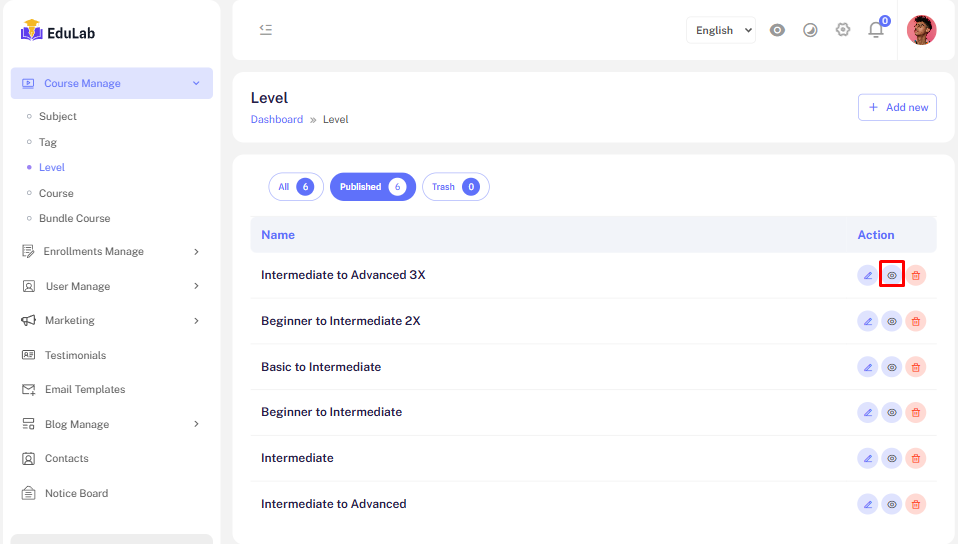 EduLab
English
0
Course Manage
Subject
Tag
Level
Course
Bundle Course
Enrollments Manage
User Manage
Marketing
Testimonials
Email Templates
Blog Manage
Contacts
Notice Board
Level
Dashboard » Level
+ Add new
All 6
Published 6
Trash 0
Name Action
Intermediate to Advanced 3X
Beginner to Intermediate 2X
Basic to Intermediate
Beginner to Intermediate
Intermediate
Intermediate to Advanced